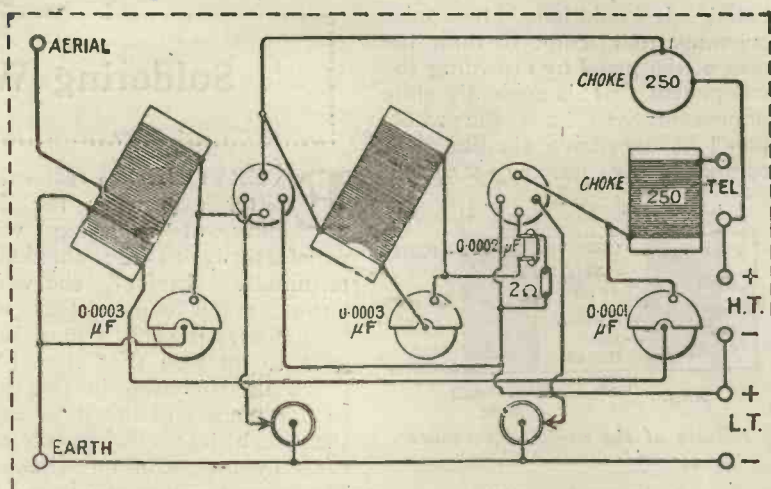 Soldering W
AERIAL
CHOKE 250
CHOKE 250
TEL
0.0002 µF
2Ω
+
H.T.
0.0003 µF
0.0003 µF
0.0001 µF
−
+
L.T.
EARTH
−